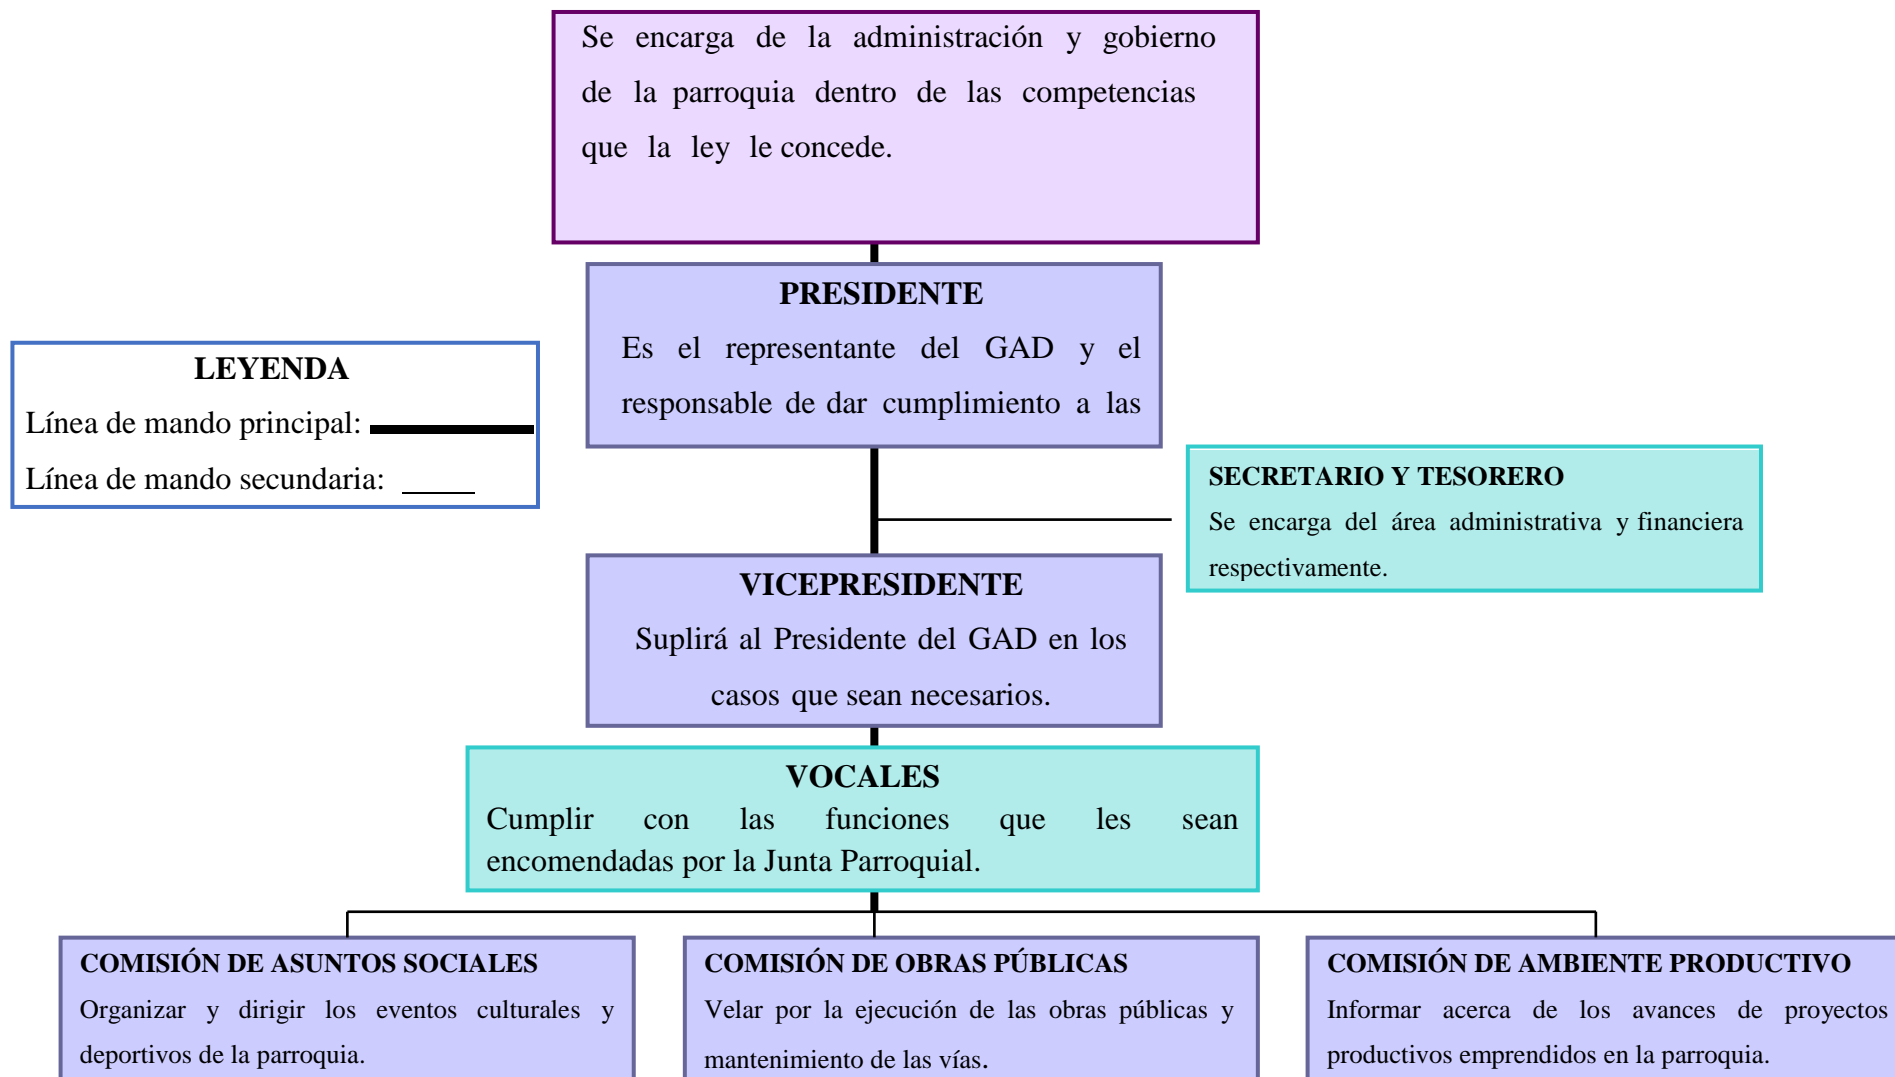 Se encarga de la administración y gobierno
de la parroquia dentro de las competencias
que la ley le concede.
PRESIDENTE
Es el representante del GAD y el
responsable de dar cumplimiento a las
LEYENDA
Línea de mando principal:
Línea de mando secundaria:
SECRETARIO Y TESORERO
Se encarga del área administrativa y financiera
respectivamente.
VICEPRESIDENTE
Suplirá al Presidente del GAD en los
casos que sean necesarios.
VOCALES
Cumplir con las funciones que les sean
encomendadas por la Junta Parroquial.
COMISIÓN DE ASUNTOS SOCIALES
Organizar y dirigir los eventos culturales y
deportivos de la parroquia.
COMISIÓN DE OBRAS PÚBLICAS
Velar por la ejecución de las obras públicas y
mantenimiento de las vías.
COMISIÓN DE AMBIENTE PRODUCTIVO
Informar acerca de los avances de proyectos
productivos emprendidos en la parroquia.